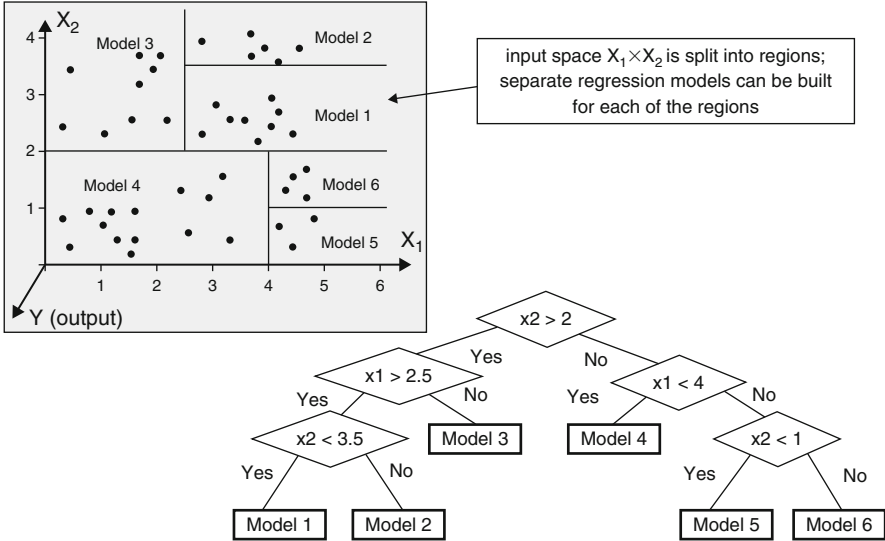 X2
4
Model 3
Model 2
3
Model 1
2
Model 4
Model 6
1
Model 5
X1
1 2 3 4 5 6
Y (output)
input space X1×X2 is split into regions;
separate regression models can be built
for each of the regions
x2 > 2
Yes
No
x1 > 2.5
x1 < 4
Yes
No
Yes
No
x2 < 3.5
Model 3
Model 4
x2 < 1
Yes
No
Yes
No
Model 1
Model 2
Model 5
Model 6